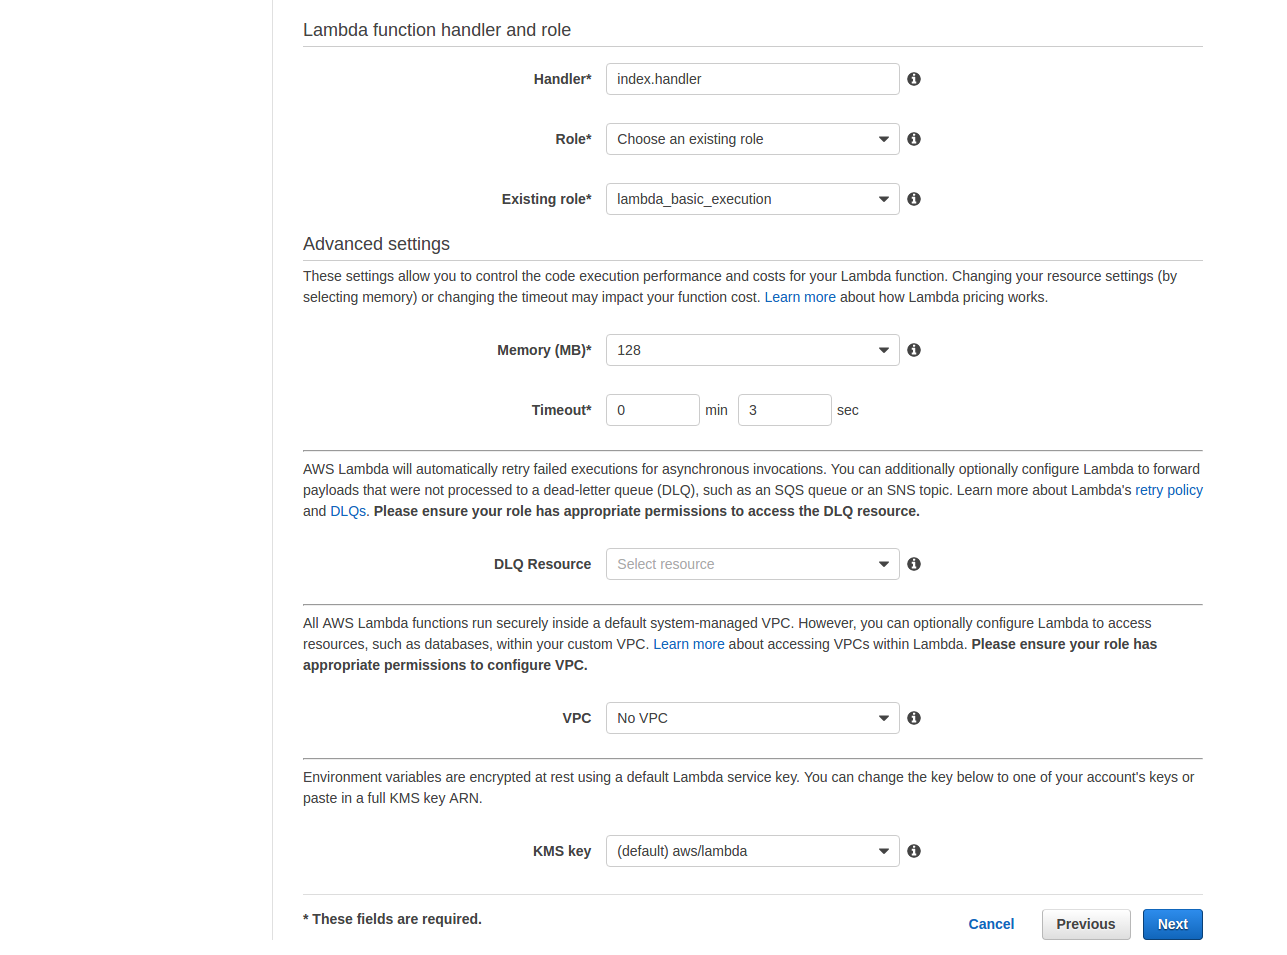 Lambda function handler and role
Handler* index.handler
Role* Choose an existing role
Existing role* lambda_basic_execution
Advanced settings
These settings allow you to control the code execution performance and costs for your Lambda function. Changing your resource settings (by
selecting memory) or changing the timeout may impact your function cost. Learn more about how Lambda pricing works.
Memory (MB)* 128
Timeout* 0 min 3 sec
AWS Lambda will automatically retry failed executions for asynchronous invocations. You can additionally optionally configure Lambda to forward
payloads that were not processed to a dead-letter queue (DLQ), such as an SQS queue or an SNS topic. Learn more about Lambda's retry policy
and DLQs. Please ensure your role has appropriate permissions to access the DLQ resource.
DLQ Resource Select resource
All AWS Lambda functions run securely inside a default system-managed VPC. However, you can optionally configure Lambda to access
resources, such as databases, within your custom VPC. Learn more about accessing VPCs within Lambda. Please ensure your role has
appropriate permissions to configure VPC.
VPC No VPC
Environment variables are encrypted at rest using a default Lambda service key. You can change the key below to one of your account's keys or
paste in a full KMS key ARN.
KMS key (default) aws/lambda
* These fields are required.
Cancel Previous Next